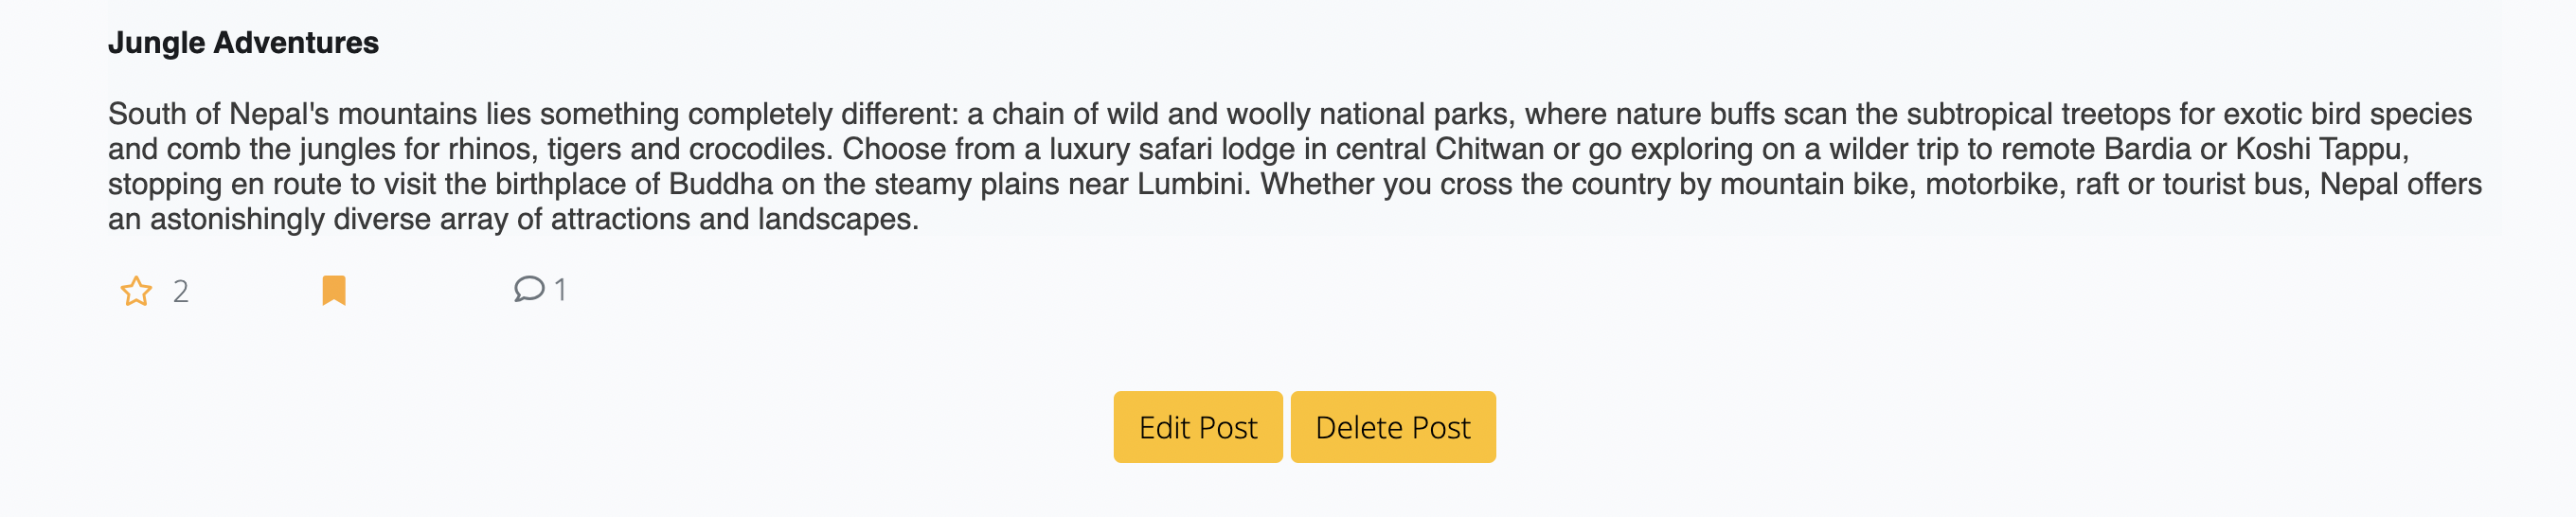 Jungle Adventures
South of Nepal's mountains lies something completely different: a chain of wild and woolly national parks, where nature buffs scan the subtropical treetops for exotic bird species
and comb the jungles for rhinos, tigers and crocodiles. Choose from a luxury safari lodge in central Chitwan or go exploring on a wilder trip to remote Bardia or Koshi Tappu,
stopping en route to visit the birthplace of Buddha on the steamy plains near Lumbini. Whether you cross the country by mountain bike, motorbike, raft or tourist bus, Nepal offers
an astonishingly diverse array of attractions and landscapes.
2 1
Edit Post Delete Post